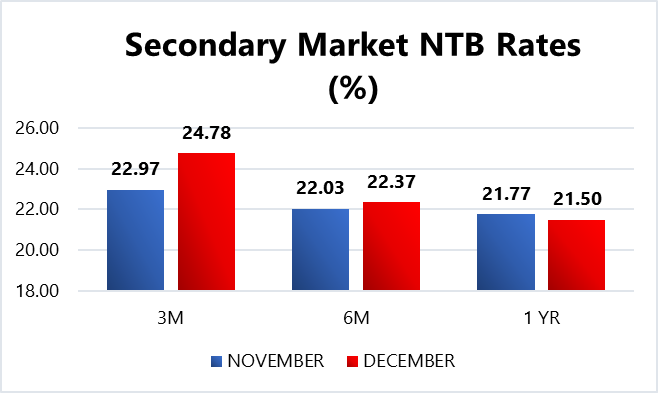 Secondary Market NTB Rates
(%)
26.00
24.00
22.00
20.00
18.00
22.97
24.78
22.03
22.37
21.77
21.50
3M
6M
1 YR
NOVEMBER
DECEMBER